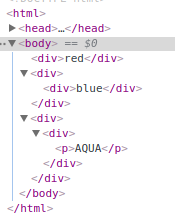 <html>
▶<head>…</head>
…▼<body> == $0
<div>red</div>
▼<div>
<div>blue</div>
</div>
▼<div>
▼<div>
<p>AQUA</p>
</div>
</div>
</body>
</html>